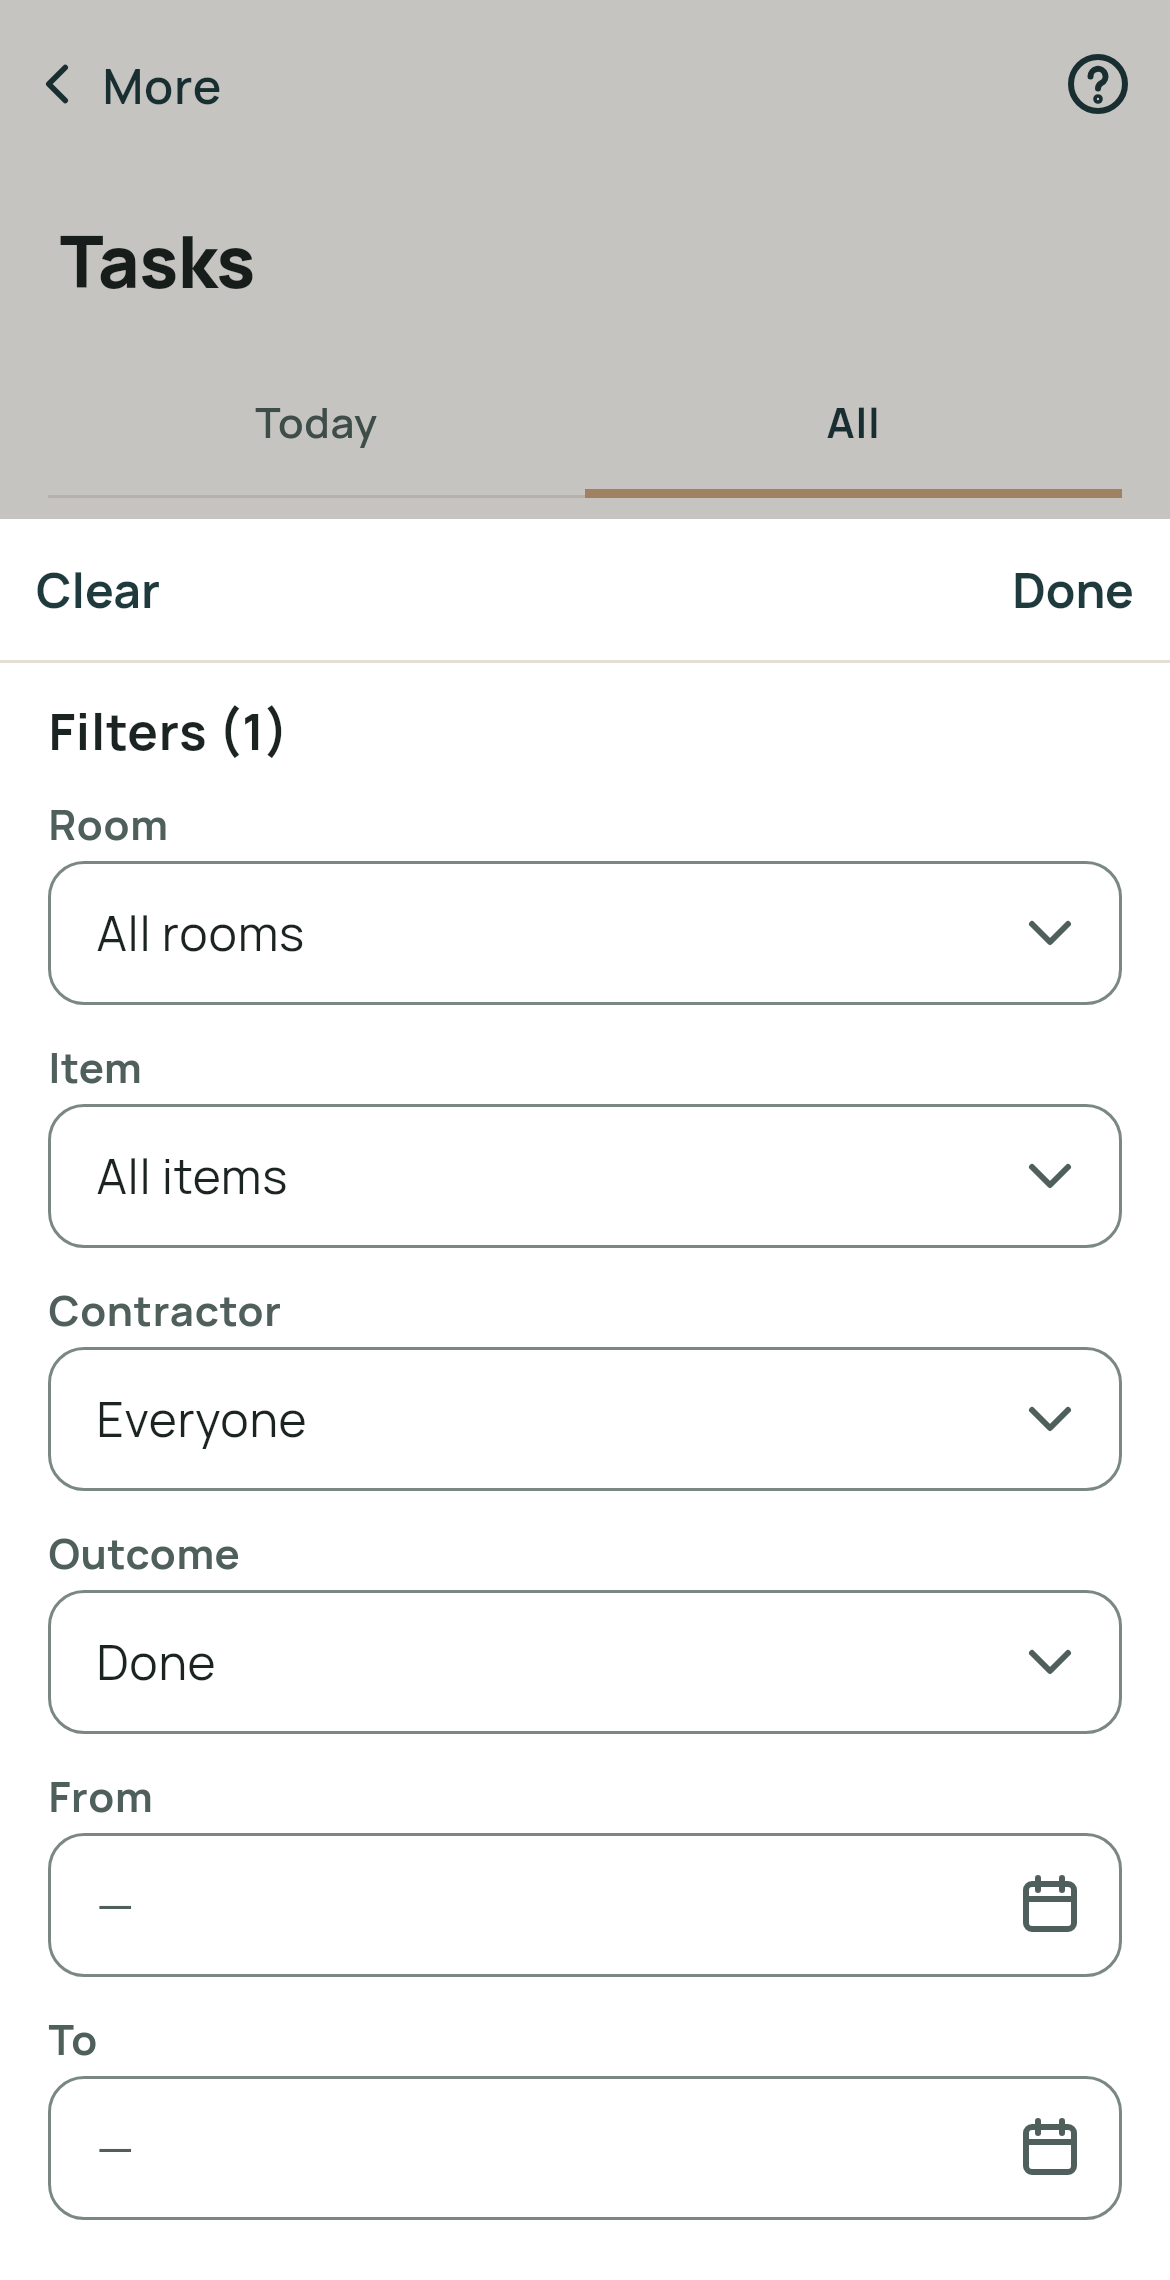 More
Tasks
Today
All
Clear
Done
Filters (1)
Room
All rooms
Item
All items
Contractor
Everyone
Outcome
Done
From
—
To
—